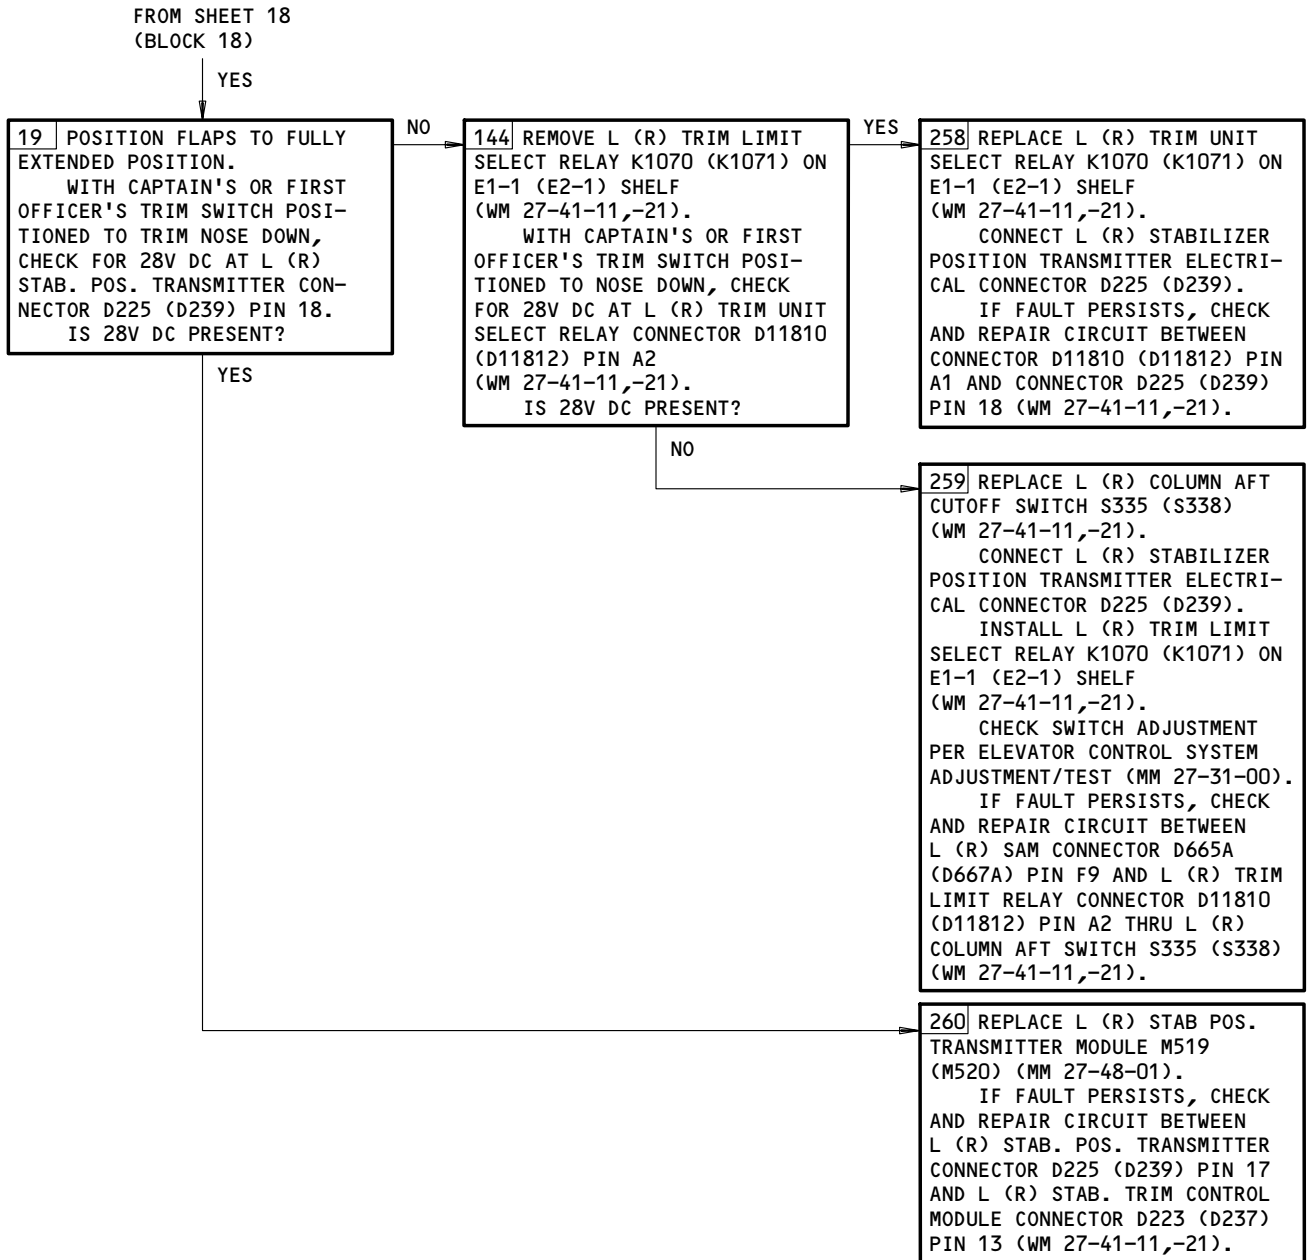 FROM SHEET 18
(BLOCK 18)
YES
19 POSITION FLAPS TO FULLY
EXTENDED POSITION.
WITH CAPTAIN'S OR FIRST
OFFICER'S TRIM SWITCH POSI-
TIONED TO TRIM NOSE DOWN,
CHECK FOR 28V DC AT L (R)
STAB. POS. TRANSMITTER CON-
NECTOR D225 (D239) PIN 18.
IS 28V DC PRESENT?
NO
YES
144 REMOVE L (R) TRIM LIMIT
SELECT RELAY K1070 (K1071) ON
E1-1 (E2-1) SHELF
(WM 27-41-11,-21).
WITH CAPTAIN'S OR FIRST
OFFICER'S TRIM SWITCH POSI-
TIONED TO NOSE DOWN, CHECK
FOR 28V DC AT L (R) TRIM UNIT
SELECT RELAY CONNECTOR D11810
(D11812) PIN A2
(WM 27-41-11,-21).
IS 28V DC PRESENT?
YES
NO
258 REPLACE L (R) TRIM UNIT
SELECT RELAY K1070 (K1071) ON
E1-1 (E2-1) SHELF
(WM 27-41-11,-21).
CONNECT L (R) STABILIZER
POSITION TRANSMITTER ELECTRI-
CAL CONNECTOR D225 (D239).
IF FAULT PERSISTS, CHECK
AND REPAIR CIRCUIT BETWEEN
CONNECTOR D11810 (D11812) PIN
A1 AND CONNECTOR D225 (D239)
PIN 18 (WM 27-41-11,-21).
259 REPLACE L (R) COLUMN AFT
CUTOFF SWITCH S335 (S338)
(WM 27-41-11,-21).
CONNECT L (R) STABILIZER
POSITION TRANSMITTER ELECTRI-
CAL CONNECTOR D225 (D239).
INSTALL L (R) TRIM LIMIT
SELECT RELAY K1070 (K1071) ON
E1-1 (E2-1) SHELF
(WM 27-41-11,-21).
CHECK SWITCH ADJUSTMENT
PER ELEVATOR CONTROL SYSTEM
ADJUSTMENT/TEST (MM 27-31-00).
IF FAULT PERSISTS, CHECK
AND REPAIR CIRCUIT BETWEEN
L (R) SAM CONNECTOR D665A
(D667A) PIN F9 AND L (R) TRIM
LIMIT RELAY CONNECTOR D11810
(D11812) PIN A2 THRU L (R)
COLUMN AFT SWITCH S335 (S338)
(WM 27-41-11,-21).
260 REPLACE L (R) STAB POS.
TRANSMITTER MODULE M519
(M520) (MM 27-48-01).
IF FAULT PERSISTS, CHECK
AND REPAIR CIRCUIT BETWEEN
L (R) STAB. POS. TRANSMITTER
CONNECTOR D225 (D239) PIN 17
AND L (R) STAB. TRIM CONTROL
MODULE CONNECTOR D223 (D237)
PIN 13 (WM 27-41-11,-21).